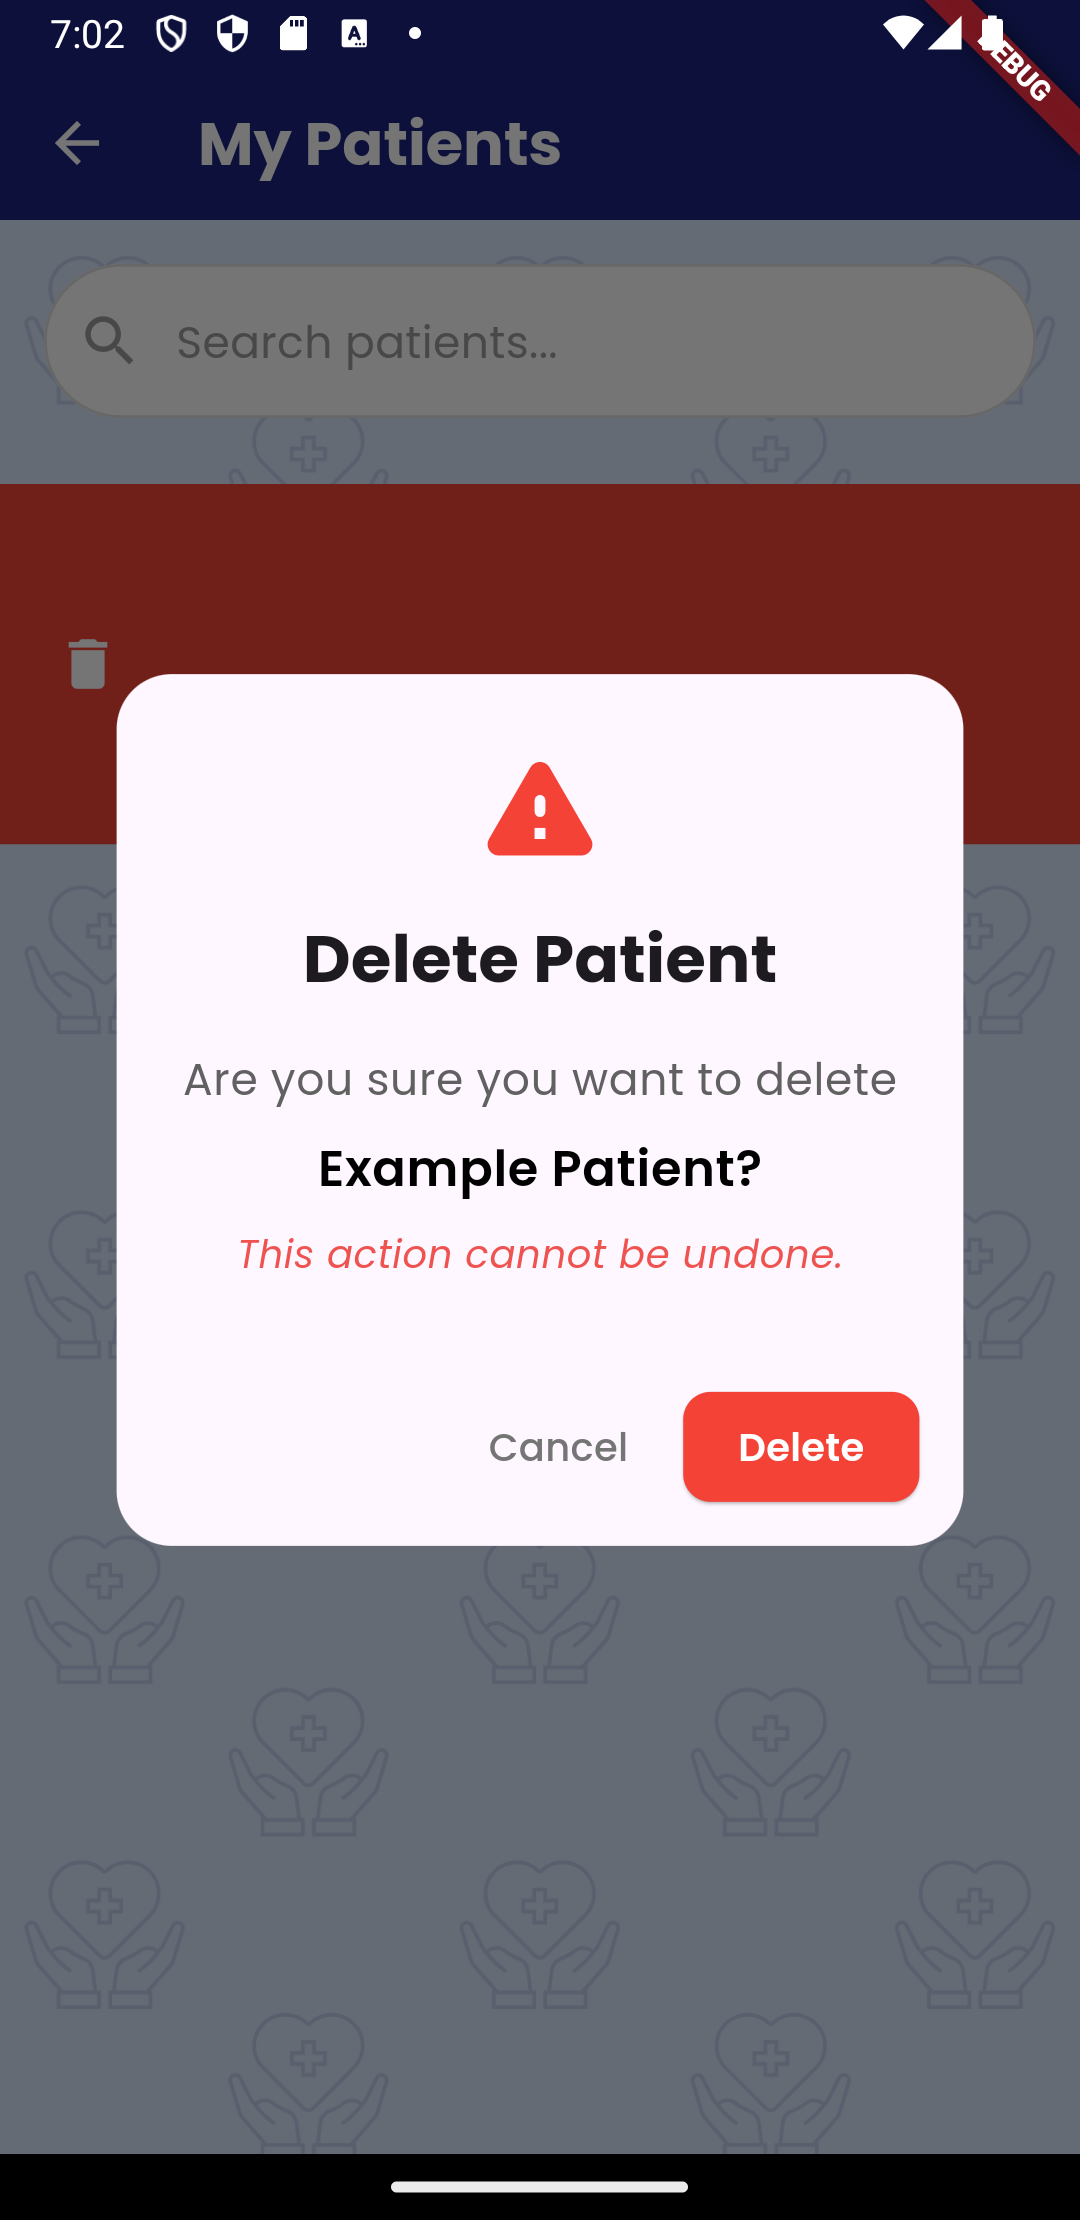 7:02
My Patients
Search patients...
Delete Patient
Are you sure you want to delete
Example Patient?
This action cannot be undone.
Cancel
Delete